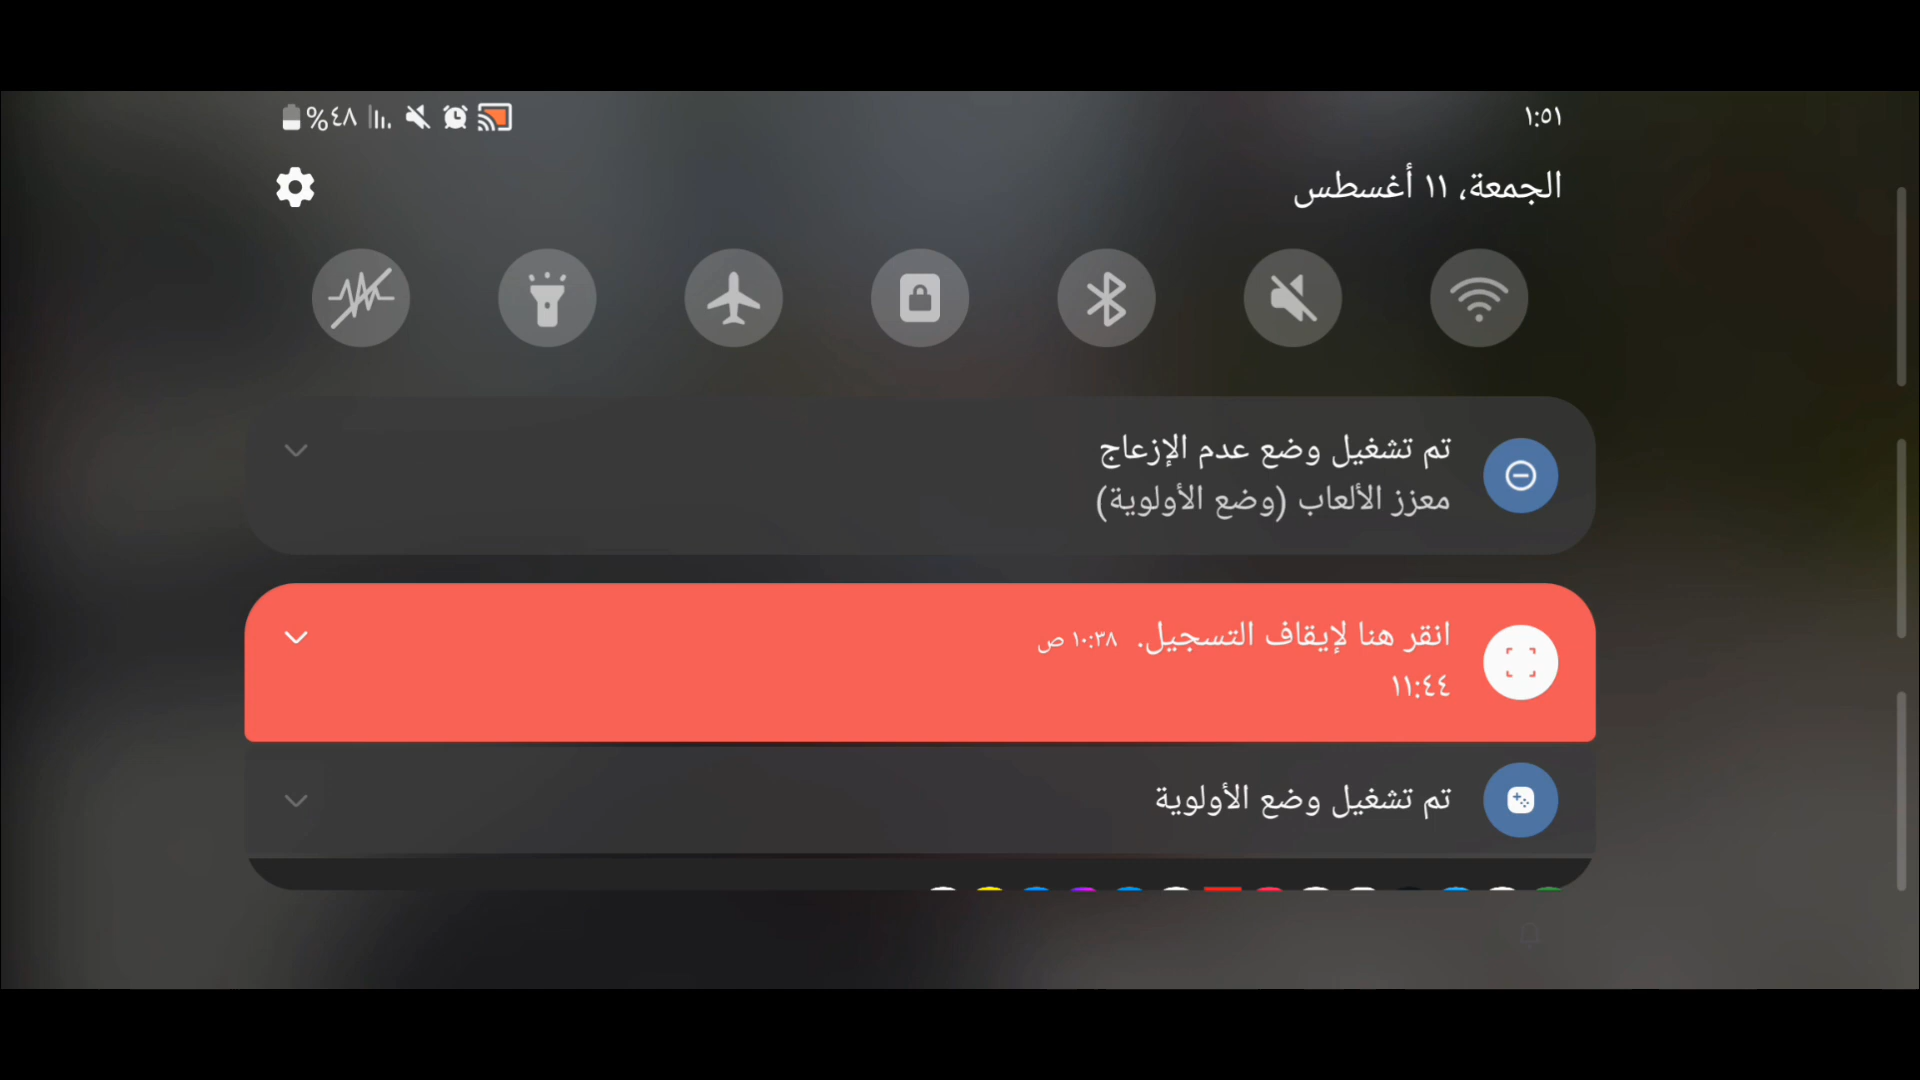 ١:٥١
%٤٨
الجمعة، ١١ أغسطس
تم تشغيل وضع عدم الإزعاج
معزز الألعاب (وضع الأولوية)
انقر هنا لإيقاف التسجيل. ١٠:٣٨ ص
١١:٤٤
تم تشغيل وضع الأولوية